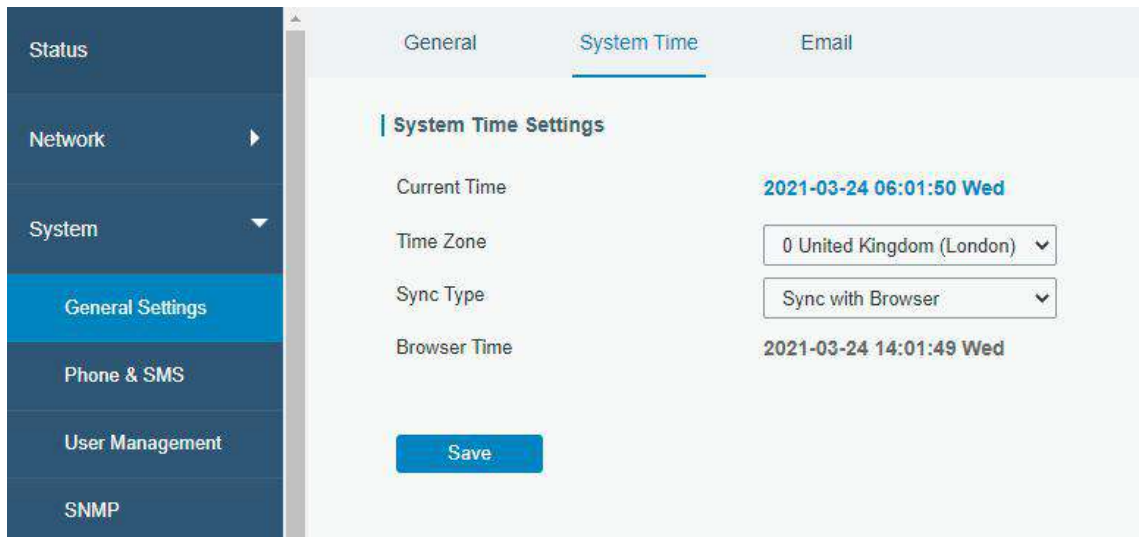 Status
Network
System
General Settings
Phone & SMS
User Management
SNMP
General System Time Email
System Time Settings
Current Time 2021-03-24 06:01:50 Wed
Time Zone 0 United Kingdom (London)
Sync Type Sync with Browser
Browser Time 2021-03-24 14:01:49 Wed
Save